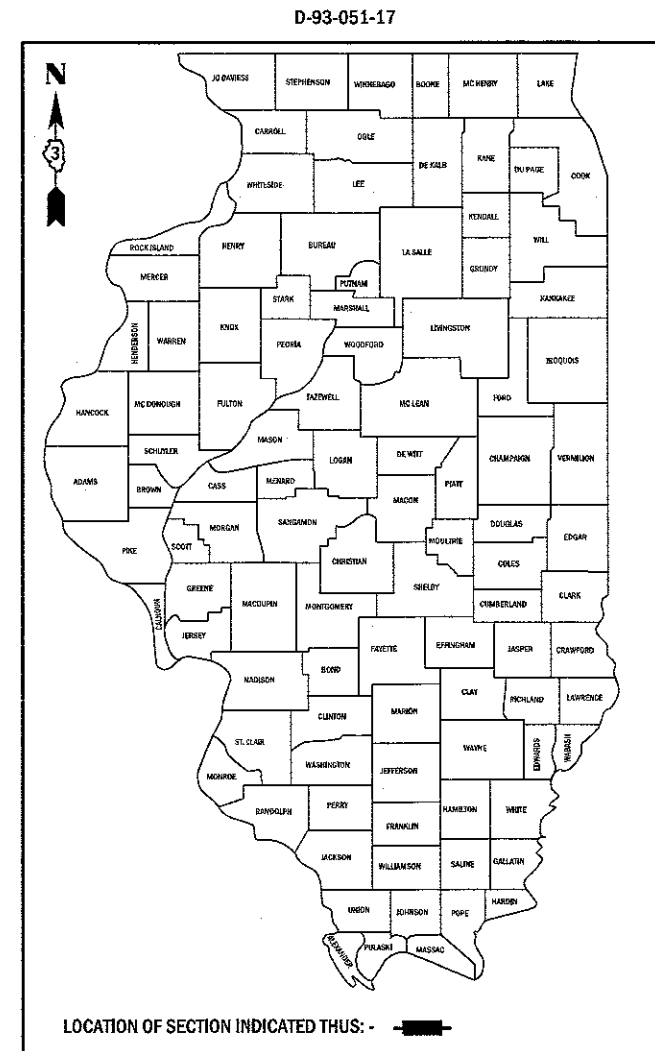 D-93-051-17
N
3
JO DAVIESS STEPHENSON WINNEBAGO BOONE MC HENRY LAKE
CARROLL OGLE
DE KALB KANE DU PAGE COOK
WHITESIDE LEE
KENDALL WILL
ROCK ISLAND HENRY BUREAU LA SALLE GRUNDY
MERCER PUTNAM KANKAKEE
STARK MARSHALL
HENDERSON WARREN KNOX PEORIA WOODFORD LIVINGSTON IROQUOIS
HANCOCK MC DONOUGH FULTON TAZEWELL MC LEAN FORD
MASON
SCHUYLER LOGAN DE WITT CHAMPAIGN VERMILION
ADAMS BROWN CASS MENARD MACON PIATT
MORGAN SANGAMON DOUGLAS
PIKE SCOTT CHRISTIAN MOULTRIE COLES EDGAR
GREENE SHELBY
CALHOUN MACOUPIN MONTGOMERY CUMBERLAND CLARK
JERSEY
FAYETTE EFFINGHAM JASPER CRAWFORD
MADISON BOND
CLAY RICHLAND LAWRENCE
CLINTON MARION
ST. CLAIR WAYNE EDWARDS WABASH
WASHINGTON JEFFERSON
MONROE
RANDOLPH PERRY HAMILTON WHITE
FRANKLIN
JACKSON WILLIAMSON SALINE GALLATIN
UNION JOHNSON POPE HARDIN
ALEXANDER PULASKI MASSAC
LOCATION OF SECTION INDICATED THUS: -